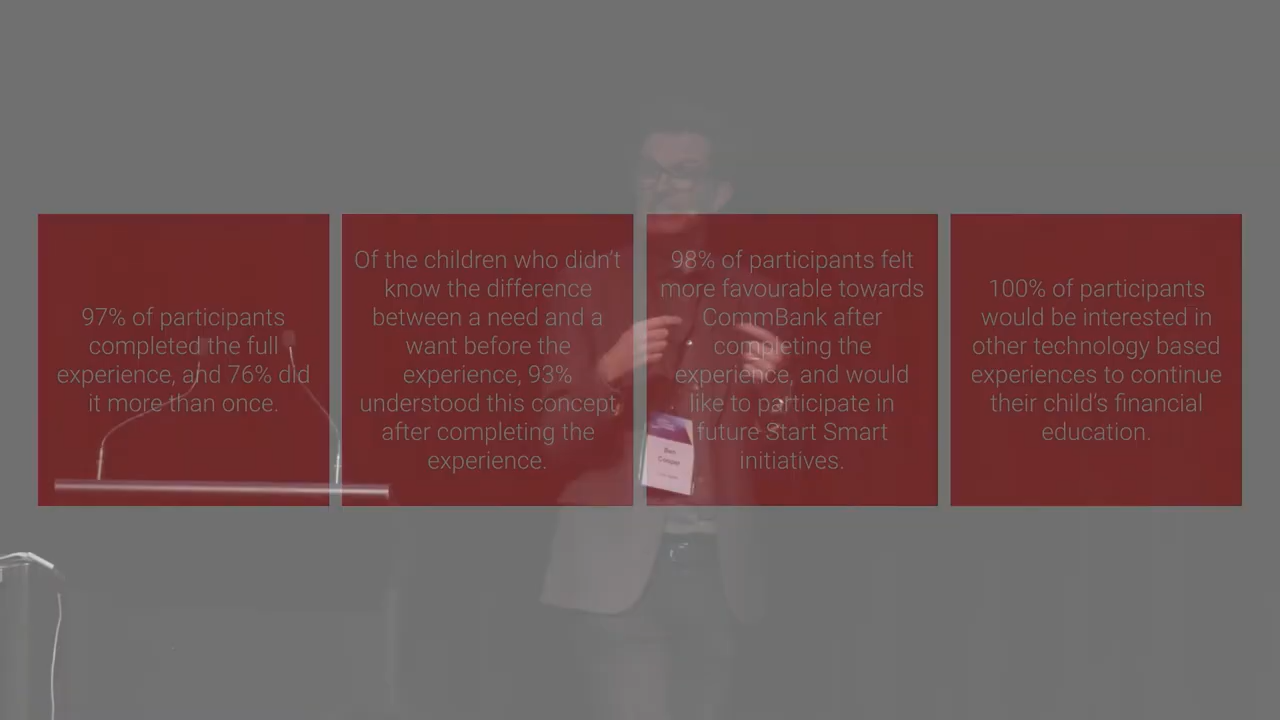 97% of participants
completed the full
experience, and 76% did
it more than once.
Of the children who didn't
know the difference
between a need and a
want before the
experience, 93%
understood this concept
after completing the
experience.
98% of participants felt
more favourable towards
CommBank after
completing the
experience, and would
like to participate in
future Start Smart
initiatives.
100% of participants
would be interested in
other technology based
experiences to continue
their child's financial
education.
Ben